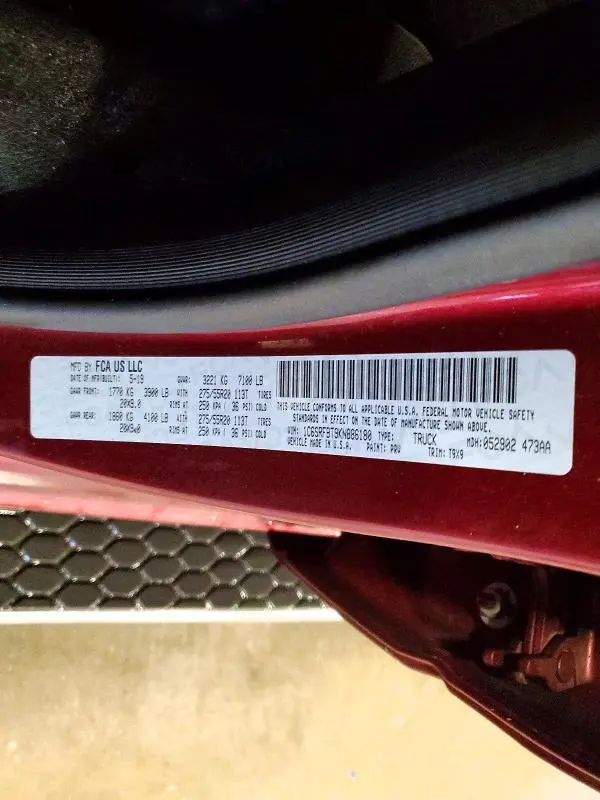 MFD BY FCA US LLC
DATE OF MFR(BUILT): 5-19 GVWR: 3221 KG 7100 LB
GAWR FRONT: 1770 KG 3900 LB WITH 275/55R20 113T TIRES
20X9.0 RIMS AT 250 KPA ( 36 PSI) COLD
GAWR REAR: 1860 KG 4100 LB WITH 275/55R20 113T TIRES
20X9.0 RIMS AT 250 KPA ( 36 PSI) COLD
THIS VEHICLE CONFORMS TO ALL APPLICABLE U.S.A. FEDERAL MOTOR VEHICLE SAFETY
STANDARDS IN EFFECT ON THE DATE OF MANUFACTURE SHOWN ABOVE.
VIN: 1C6SRFBT9KN886180 TYPE: TRUCK MDH: 052902 473AA
VEHICLE MADE IN U.S.A. PAINT: PRV TRIM: T9X9